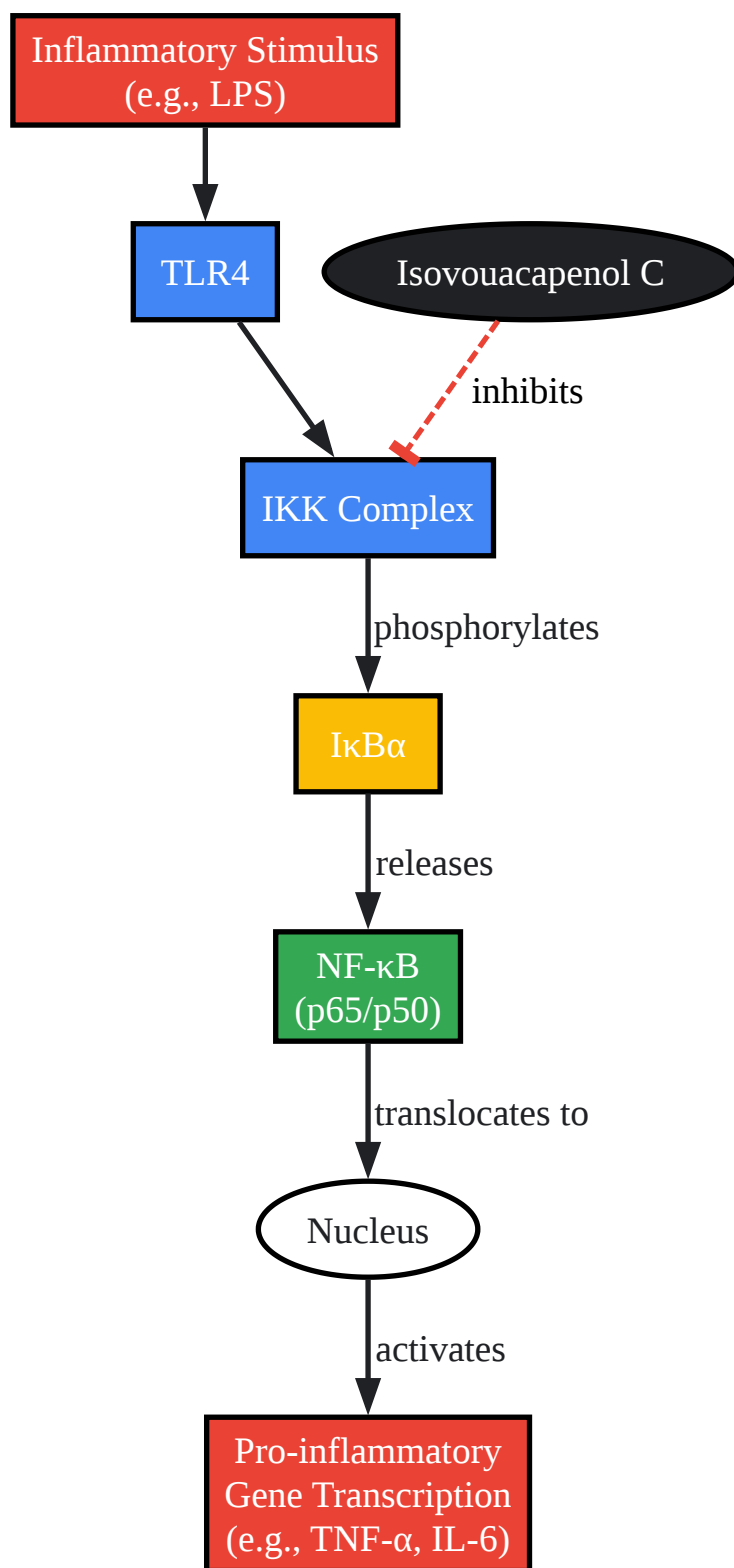 Inflammatory Stimulus
(e.g., LPS)
TLR4
Isovouacapenol C
inhibits
IKK Complex
phosphorylates
IκBα
releases
NF-κB
(p65/p50)
translocates to
Nucleus
activates
Pro-inflammatory
Gene Transcription
(e.g., TNF-α, IL-6)